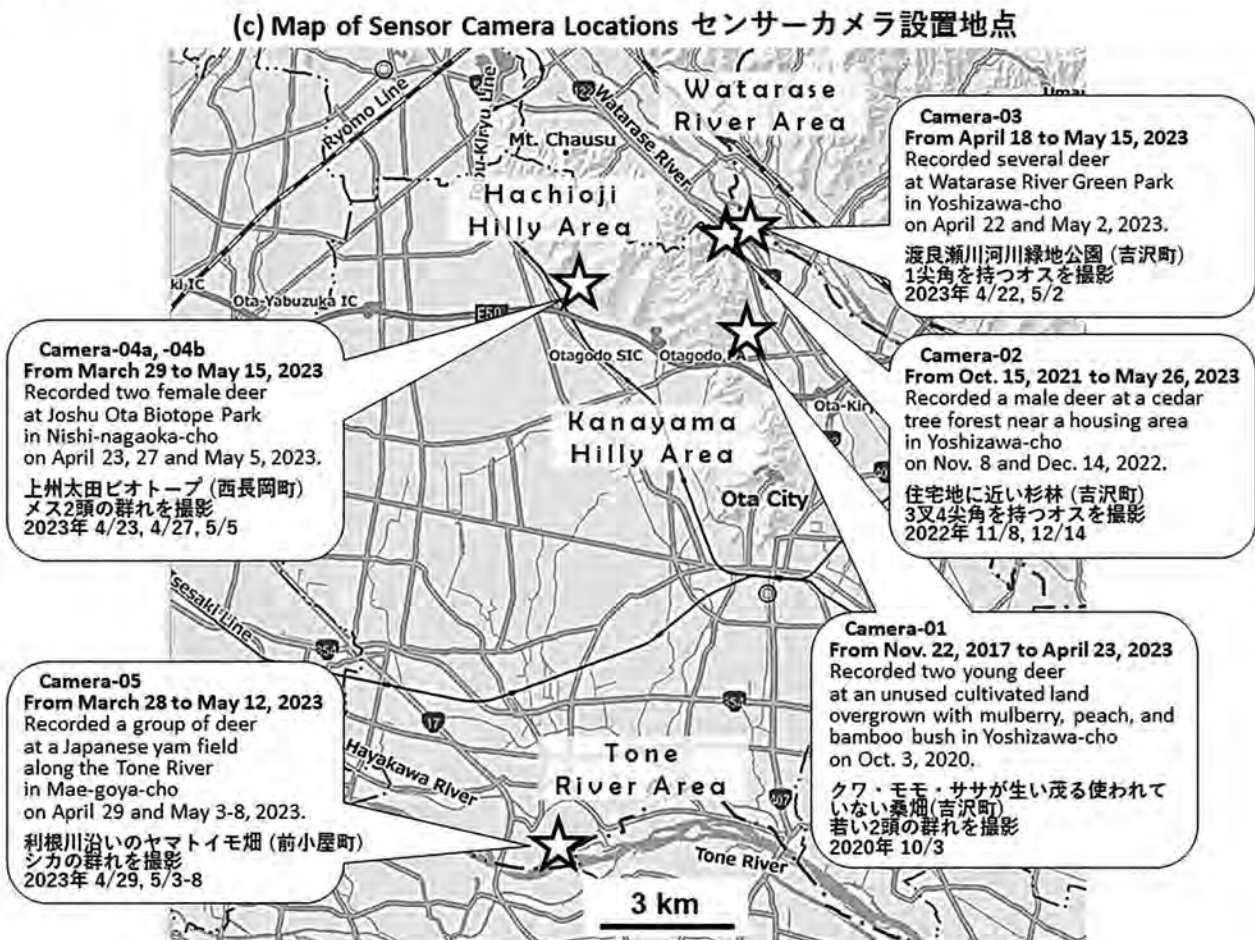 (c) Map of Sensor Camera Locations センサーカメラ設置地点
Ryomo Line
Watarase River
Watarase
River Area
Mt. Chausu
Hachioji
Hilly Area
Ota-Yabuzuka IC
E50
Otagodo SIC
Otagodo
Kanayama
Hilly Area
Ota City
Camera-03
From April 18 to May 15, 2023
Recorded several deer
at Watarase River Green Park
in Yoshizawa-cho
on April 22 and May 2, 2023.
渡良瀬川河川緑地公園 (吉沢町)
1尖角を持つオスを撮影
2023年 4/22, 5/2
Camera-04a, -04b
From March 29 to May 15, 2023
Recorded two female deer
at Joshu Ota Biotope Park
in Nishi-nagaoka-cho
on April 23, 27 and May 5, 2023.
上州太田ビオトープ (西長岡町)
メス2頭の群れを撮影
2023年 4/23, 4/27, 5/5
Camera-02
From Oct. 15, 2021 to May 26, 2023
Recorded a male deer at a cedar
tree forest near a housing area
in Yoshizawa-cho
on Nov. 8 and Dec. 14, 2022.
住宅地に近い杉林 (吉沢町)
3叉4尖角を持つオスを撮影
2022年 11/8, 12/14
Camera-01
From Nov. 22, 2017 to April 23, 2023
Recorded two young deer
at an unused cultivated land
overgrown with mulberry, peach, and
bamboo bush in Yoshizawa-cho
on Oct. 3, 2020.
クワ・モモ・ササが生い茂る使われて
いない桑畑(吉沢町)
若い2頭の群れを撮影
2020年 10/3
Camera-05
From March 28 to May 12, 2023
Recorded a group of deer
at a Japanese yam field
along the Tone River
in Mae-goya-cho
on April 29 and May 3-8, 2023.
利根川沿いのヤマトイモ畑 (前小屋町)
シカの群れを撮影
2023年 4/29, 5/3-8
354
17
407
Hayakawa River
Tone
River Area
Tone River
3 km